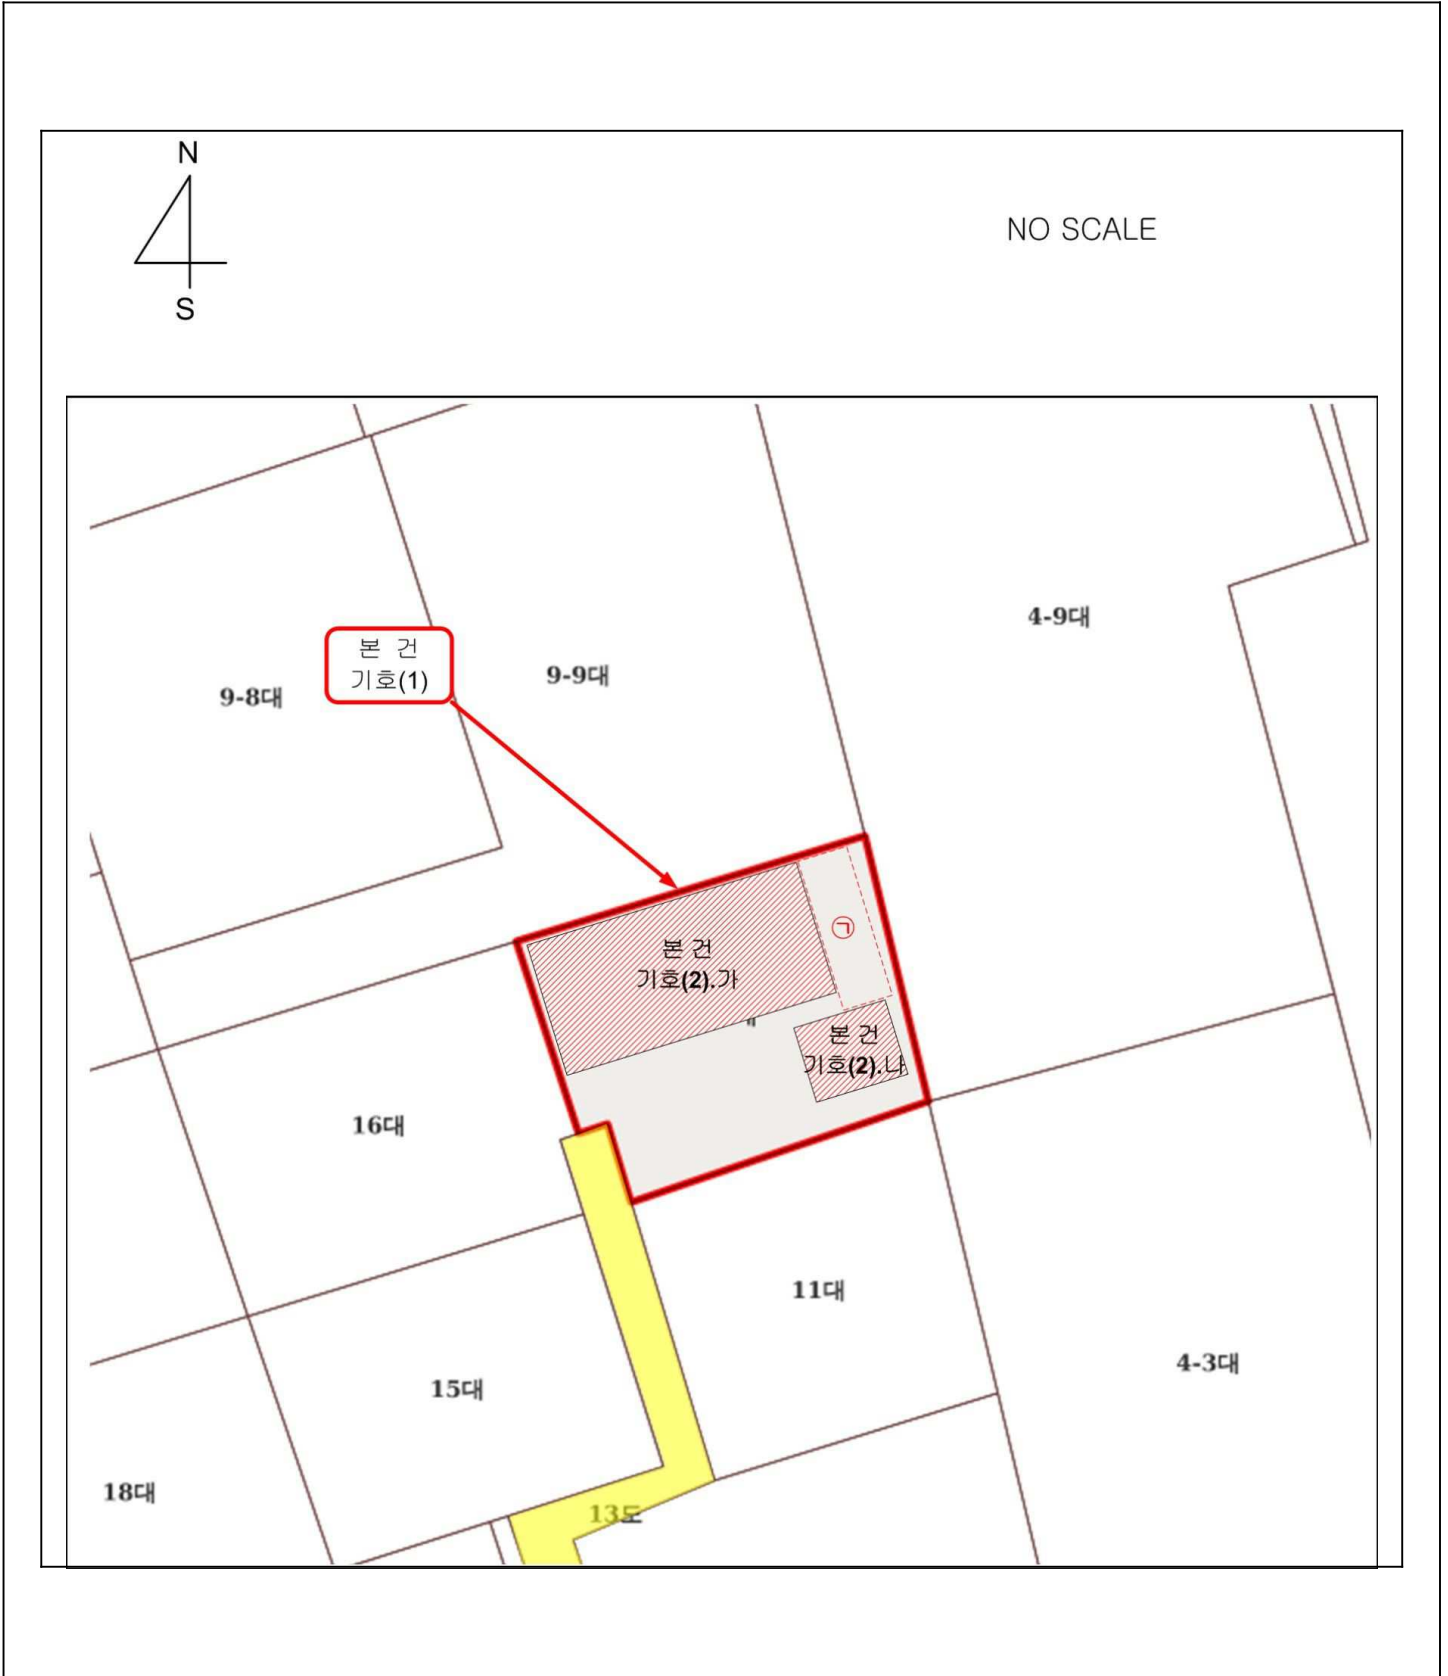 N
NO SCALE
S
4-9대
본 건
기호(1)
9-9대
9-8대
㉠
본 건
기호(2).가
본 건
기호(2).나
16대
11대
4-3대
15대
18대
13도